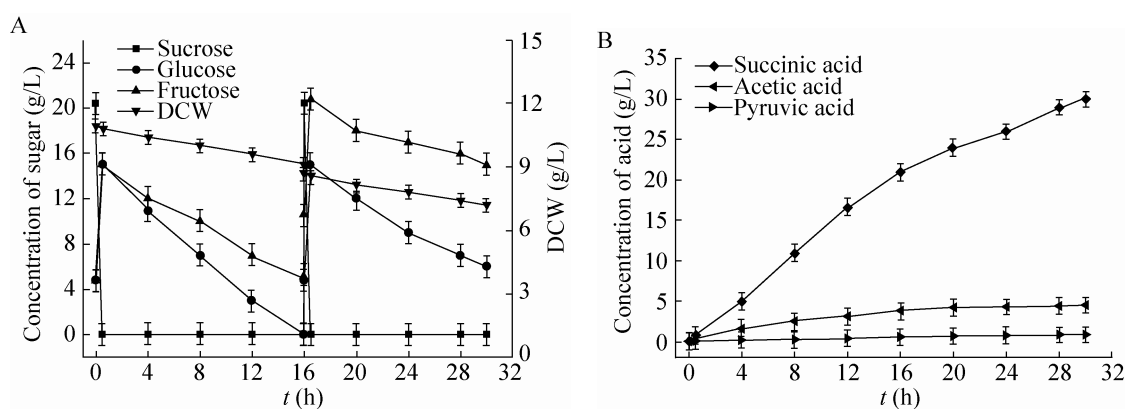 A
Concentration of sugar (g/L)
24
20
16
12
8
4
0
Sucrose
Glucose
Fructose
DCW
15
12
9
6
3
0
DCW (g/L)
0 4 8 12 16 20 24 28 32
t (h)
B
Concentration of acid (g/L)
35
30
25
20
15
10
5
0
Succinic acid
Acetic acid
Pyruvic acid
0 4 8 12 16 20 24 28 32
t (h)